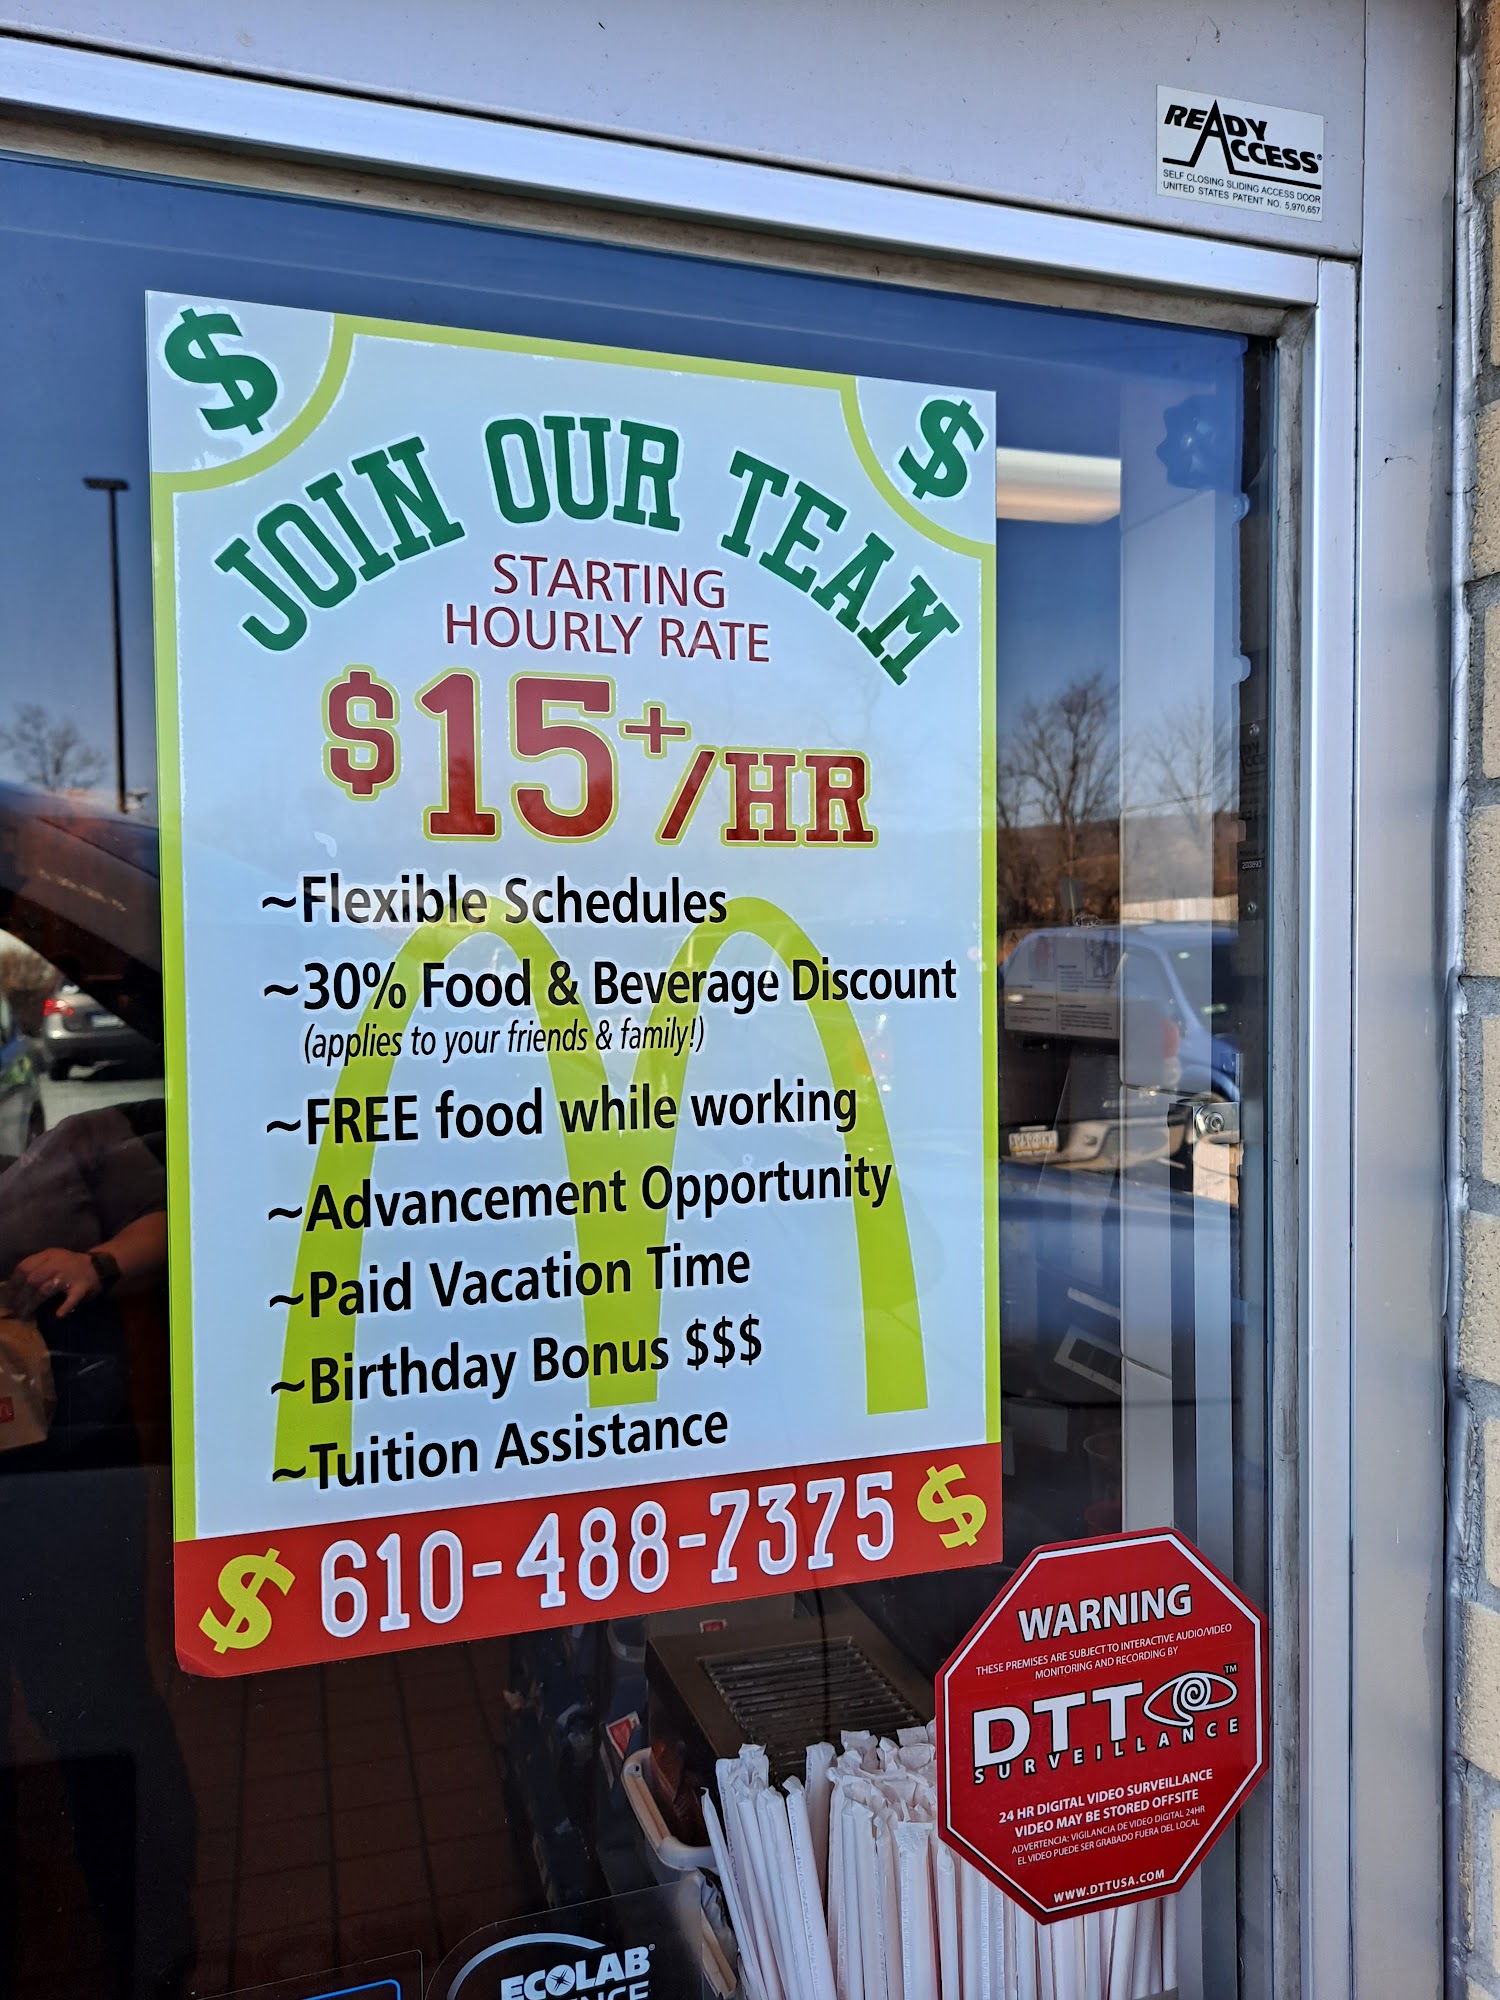 READY
ACCESS®
SELF CLOSING SLIDING ACCESS DOOR
UNITED STATES PATENT NO. 5,970,657
$ $
JOIN OUR TEAM
STARTING
HOURLY RATE
$15+/HR
~Flexible Schedules
~30% Food & Beverage Discount
(applies to your friends & family!)
~FREE food while working
~Advancement Opportunity
~Paid Vacation Time
~Birthday Bonus $$$
~Tuition Assistance
$ 610-488-7375 $
WARNING
THESE PREMISES ARE SUBJECT TO INTERACTIVE AUDIO/VIDEO
MONITORING AND RECORDING BY
DTT™
SURVEILLANCE
24 HR DIGITAL VIDEO SURVEILLANCE
VIDEO MAY BE STORED OFFSITE
ADVERTENCIA: VIGILANCIA DE VIDEO DIGITAL 24HR
EL VIDEO PUEDE SER GRABADO FUERA DEL LOCAL
WWW.DTTUSA.COM
ECOLAB®